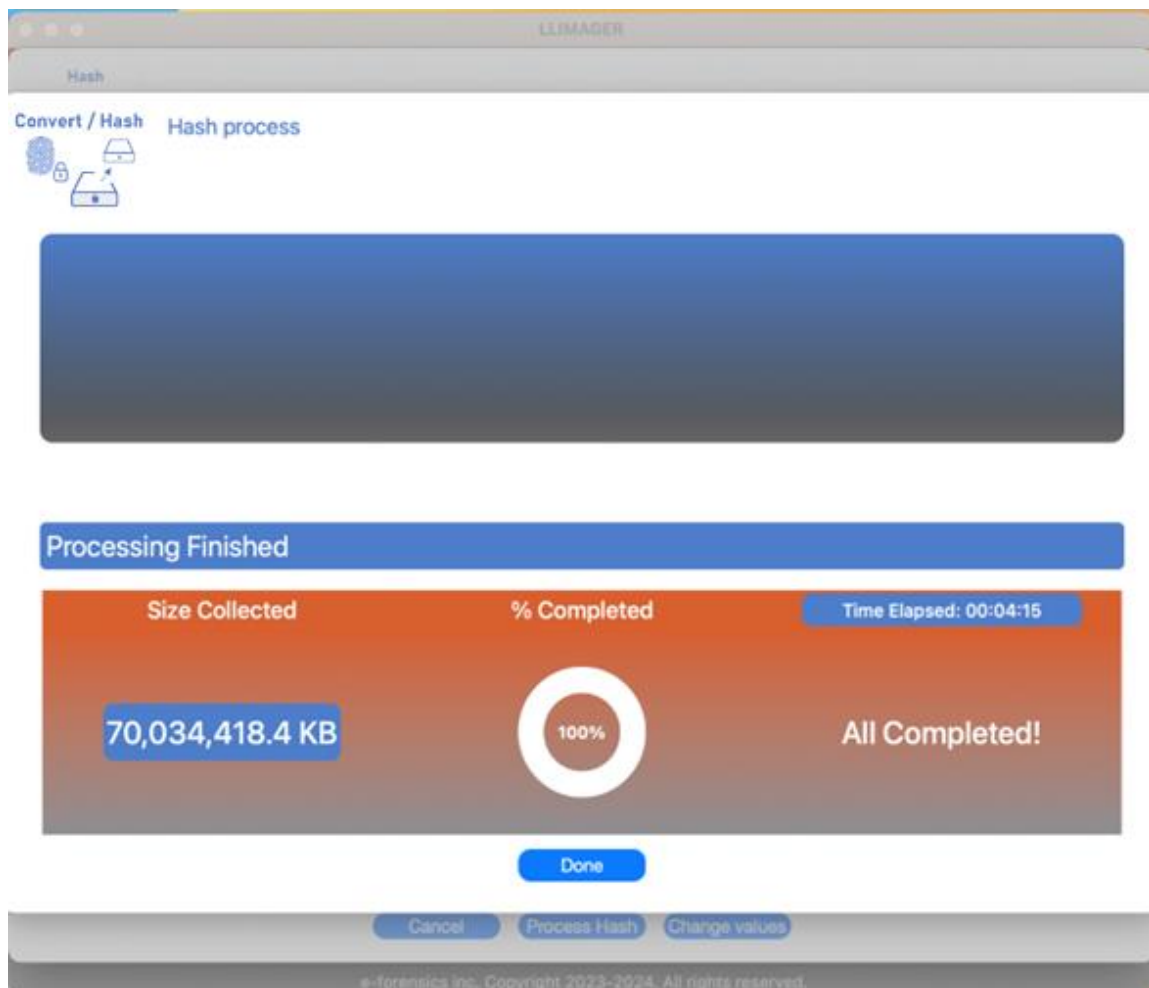 LLIMAGER
Hash
Convert / Hash
Hash process
Processing Finished
Size Collected
% Completed
Time Elapsed: 00:04:15
70,034,418.4 KB
100%
All Completed!
Done
Cancel
Process Hash
Change values
e-forensics inc. Copyright 2023-2024. All rights reserved.